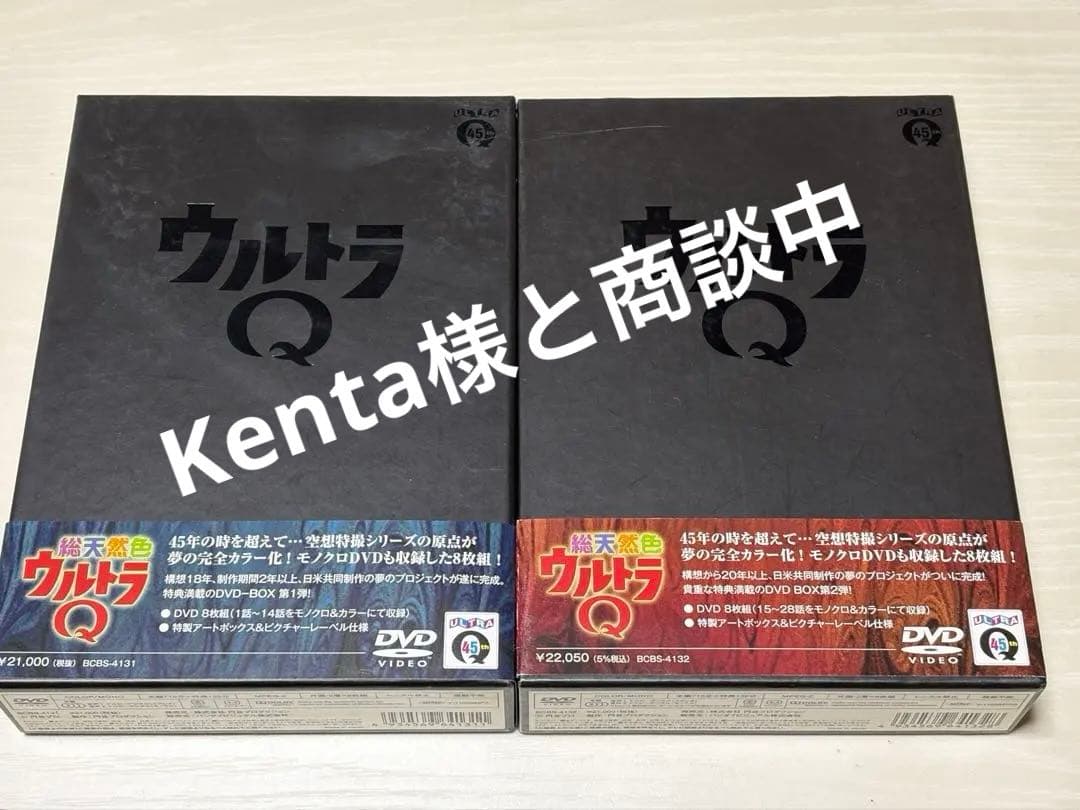 ULTRA
Q
45th
ウルトラ
Q
ULTRA
Q
45th
ウルトラ
Q
Kenta様と商談中
総天然色
ウルトラ
Q
45年の時を超えて…空想特撮シリーズの原点が
夢の完全カラー化！モノクロDVDも収録した8枚組！
構想18年、制作期間2年以上、日米共同制作の夢のプロジェクトが遂に完成。
特典満載のDVD-BOX 第1弾！
● DVD 8枚組(1話〜14話をモノクロ&カラーにて収録)
● 特製アートボックス&ピクチャーレーベル仕様
¥21,000 (税抜) BCBS-4131
DVD
VIDEO
ULTRA
Q
45th
総天然色
ウルトラ
Q
45年の時を超えて…空想特撮シリーズの原点が
夢の完全カラー化！モノクロDVDも収録した8枚組！
構想から20年以上、日米共同制作の夢のプロジェクトがついに完成！
貴重な特典満載のDVD BOX第2弾！
● DVD 8枚組(15〜28話をモノクロ&カラーにて収録)
● 特製アートボックス&ピクチャーレーベル仕様
¥22,050 (5%税込) BCBS-4132
DVD
VIDEO
ULTRA
Q
45th